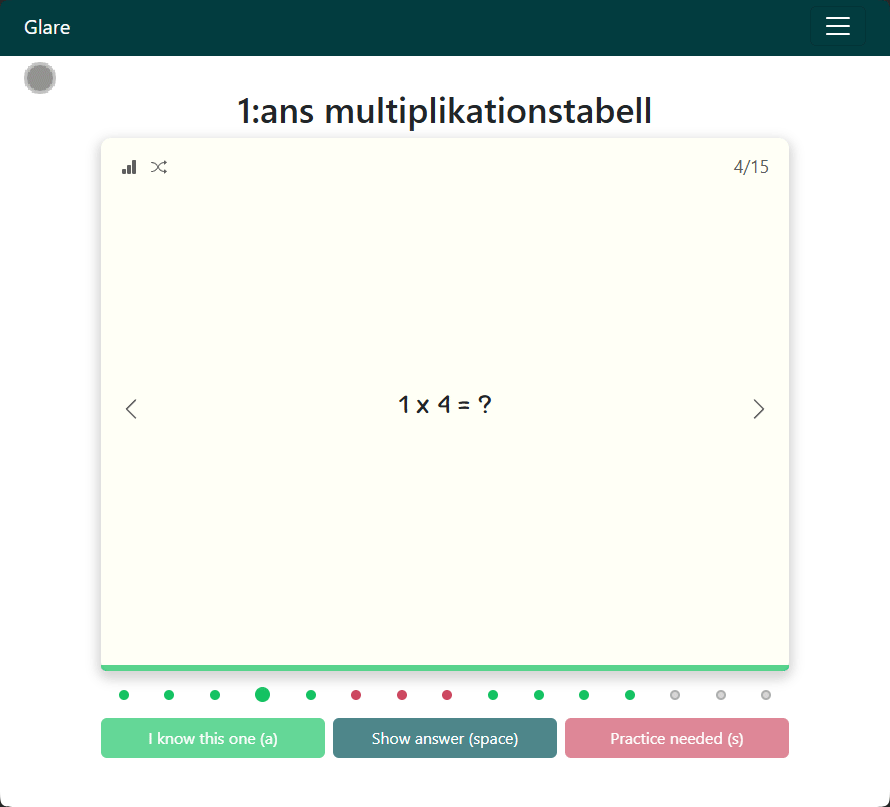 Glare
1:ans multiplikationstabell
4/15
1 x 4 = ?
I know this one (a)
Show answer (space)
Practice needed (s)